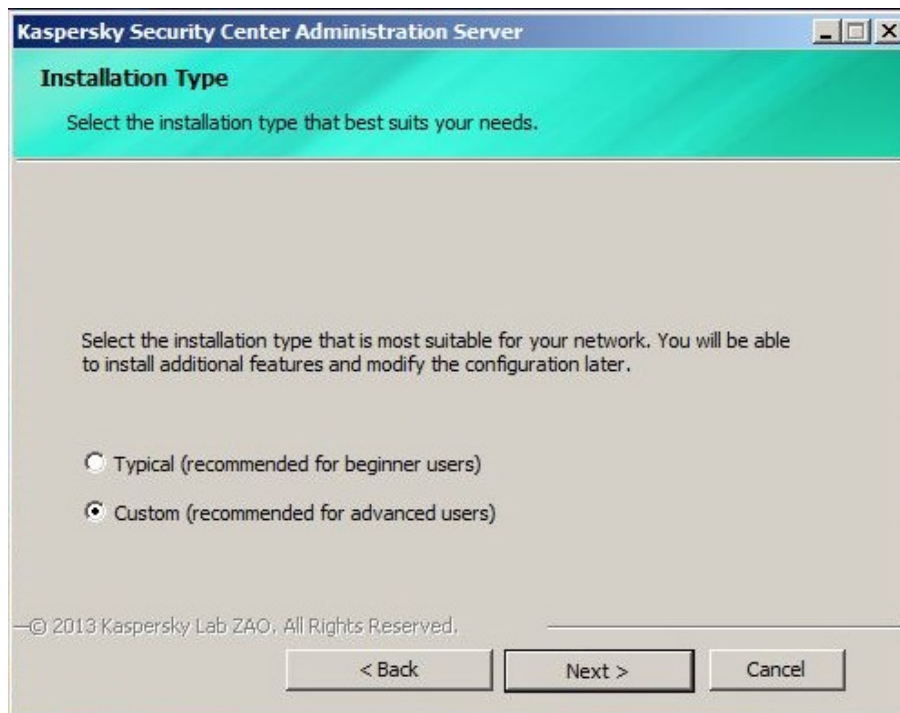 Kaspersky Security Center Administration Server
Installation Type
Select the installation type that best suits your needs.
Select the installation type that is most suitable for your network. You will be able
to install additional features and modify the configuration later.
Typical (recommended for beginner users)
Custom (recommended for advanced users)
© 2013 Kaspersky Lab ZAO. All Rights Reserved.
< Back
Next >
Cancel